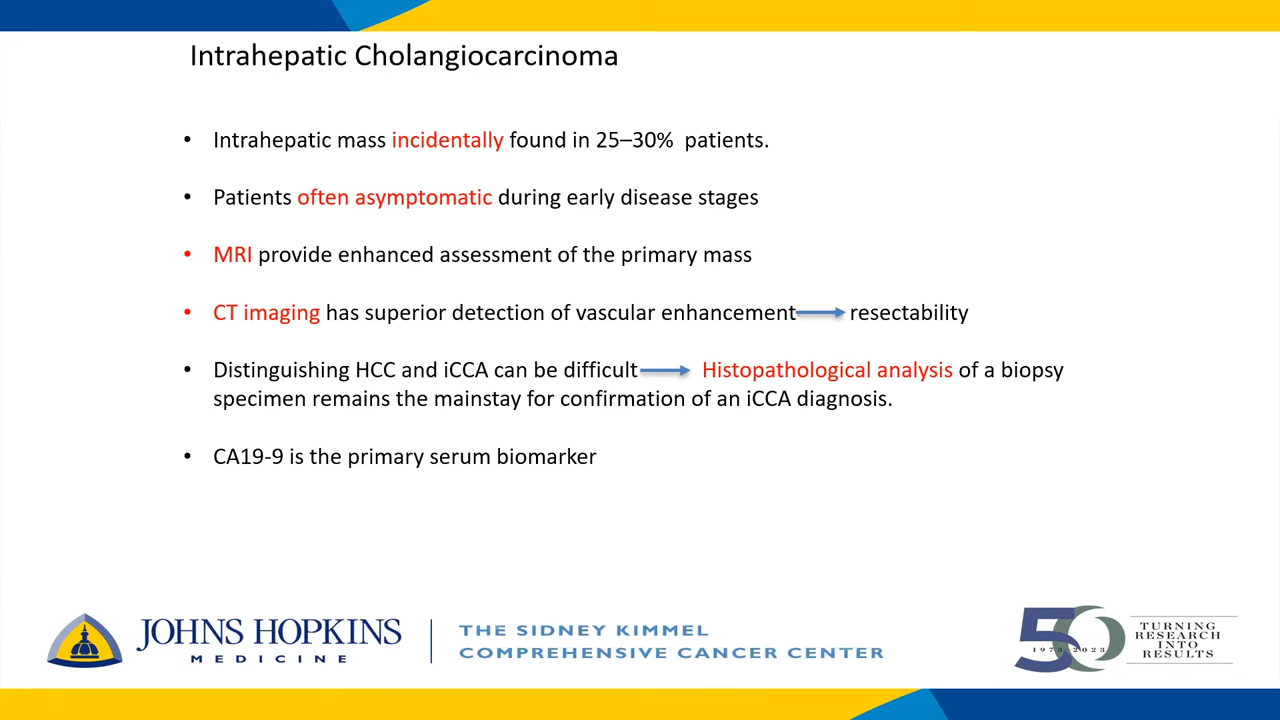 Intrahepatic Cholangiocarcinoma
• Intrahepatic mass incidentally found in 25–30% patients.
• Patients often asymptomatic during early disease stages
• MRI provide enhanced assessment of the primary mass
• CT imaging has superior detection of vascular enhancement → resectability
• Distinguishing HCC and iCCA can be difficult → Histopathological analysis of a biopsy
specimen remains the mainstay for confirmation of an iCCA diagnosis.
• CA19-9 is the primary serum biomarker
JOHNS HOPKINS
MEDICINE
THE SIDNEY KIMMEL
COMPREHENSIVE CANCER CENTER
50
1973-2023
TURNING
RESEARCH
INTO
RESULTS